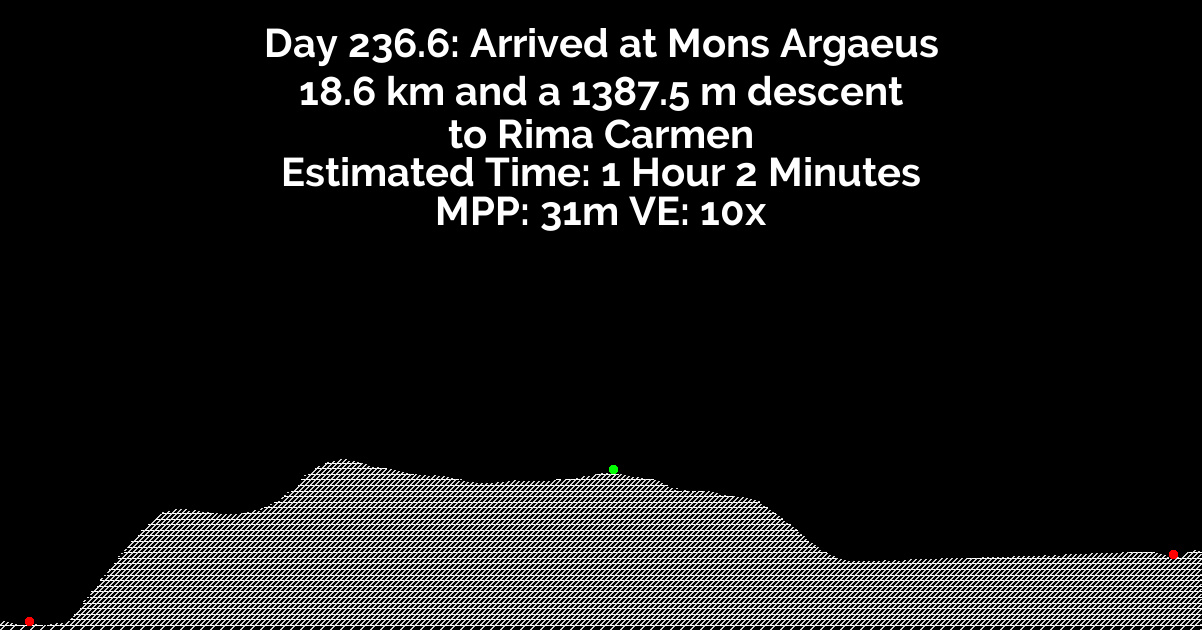 Day 236.6: Arrived at Mons Argaeus
18.6 km and a 1387.5 m descent
to Rima Carmen
Estimated Time: 1 Hour 2 Minutes
MPP: 31m VE: 10x